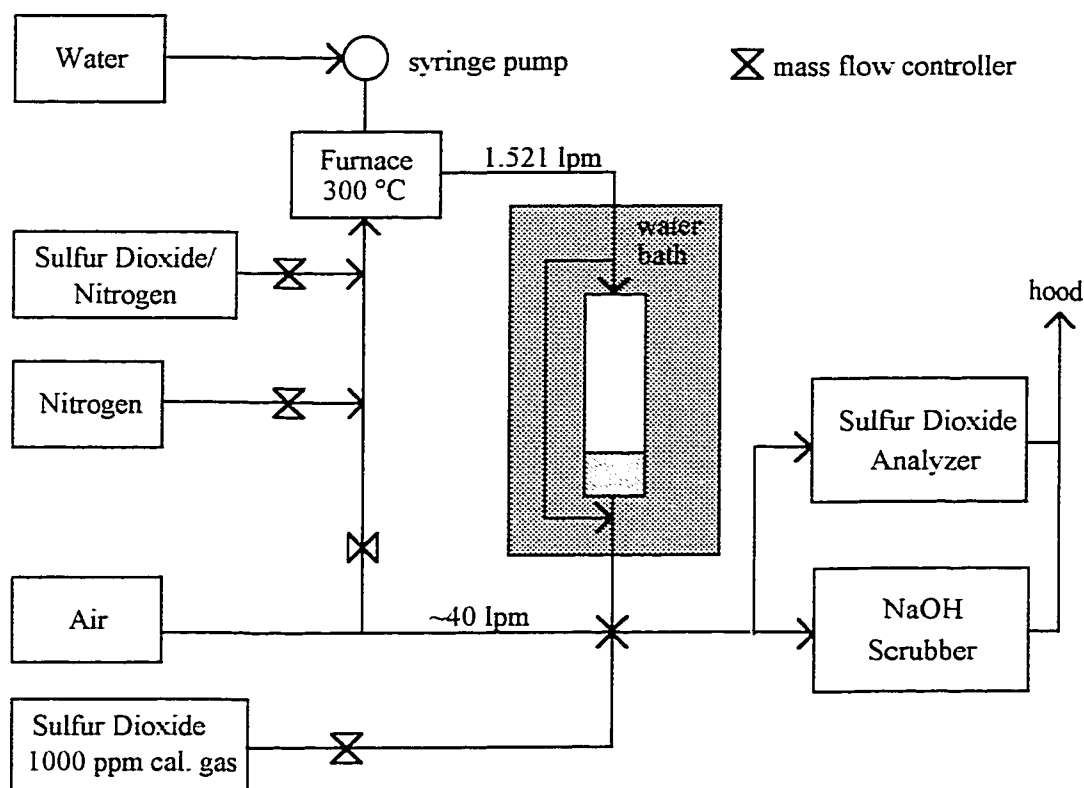 Water
syringe pump
mass flow controller
Furnace
300 °C
1.521 lpm
water
bath
Sulfur Dioxide/
Nitrogen
hood
Nitrogen
Sulfur Dioxide
Analyzer
Air
~40 lpm
NaOH
Scrubber
Sulfur Dioxide
1000 ppm cal. gas